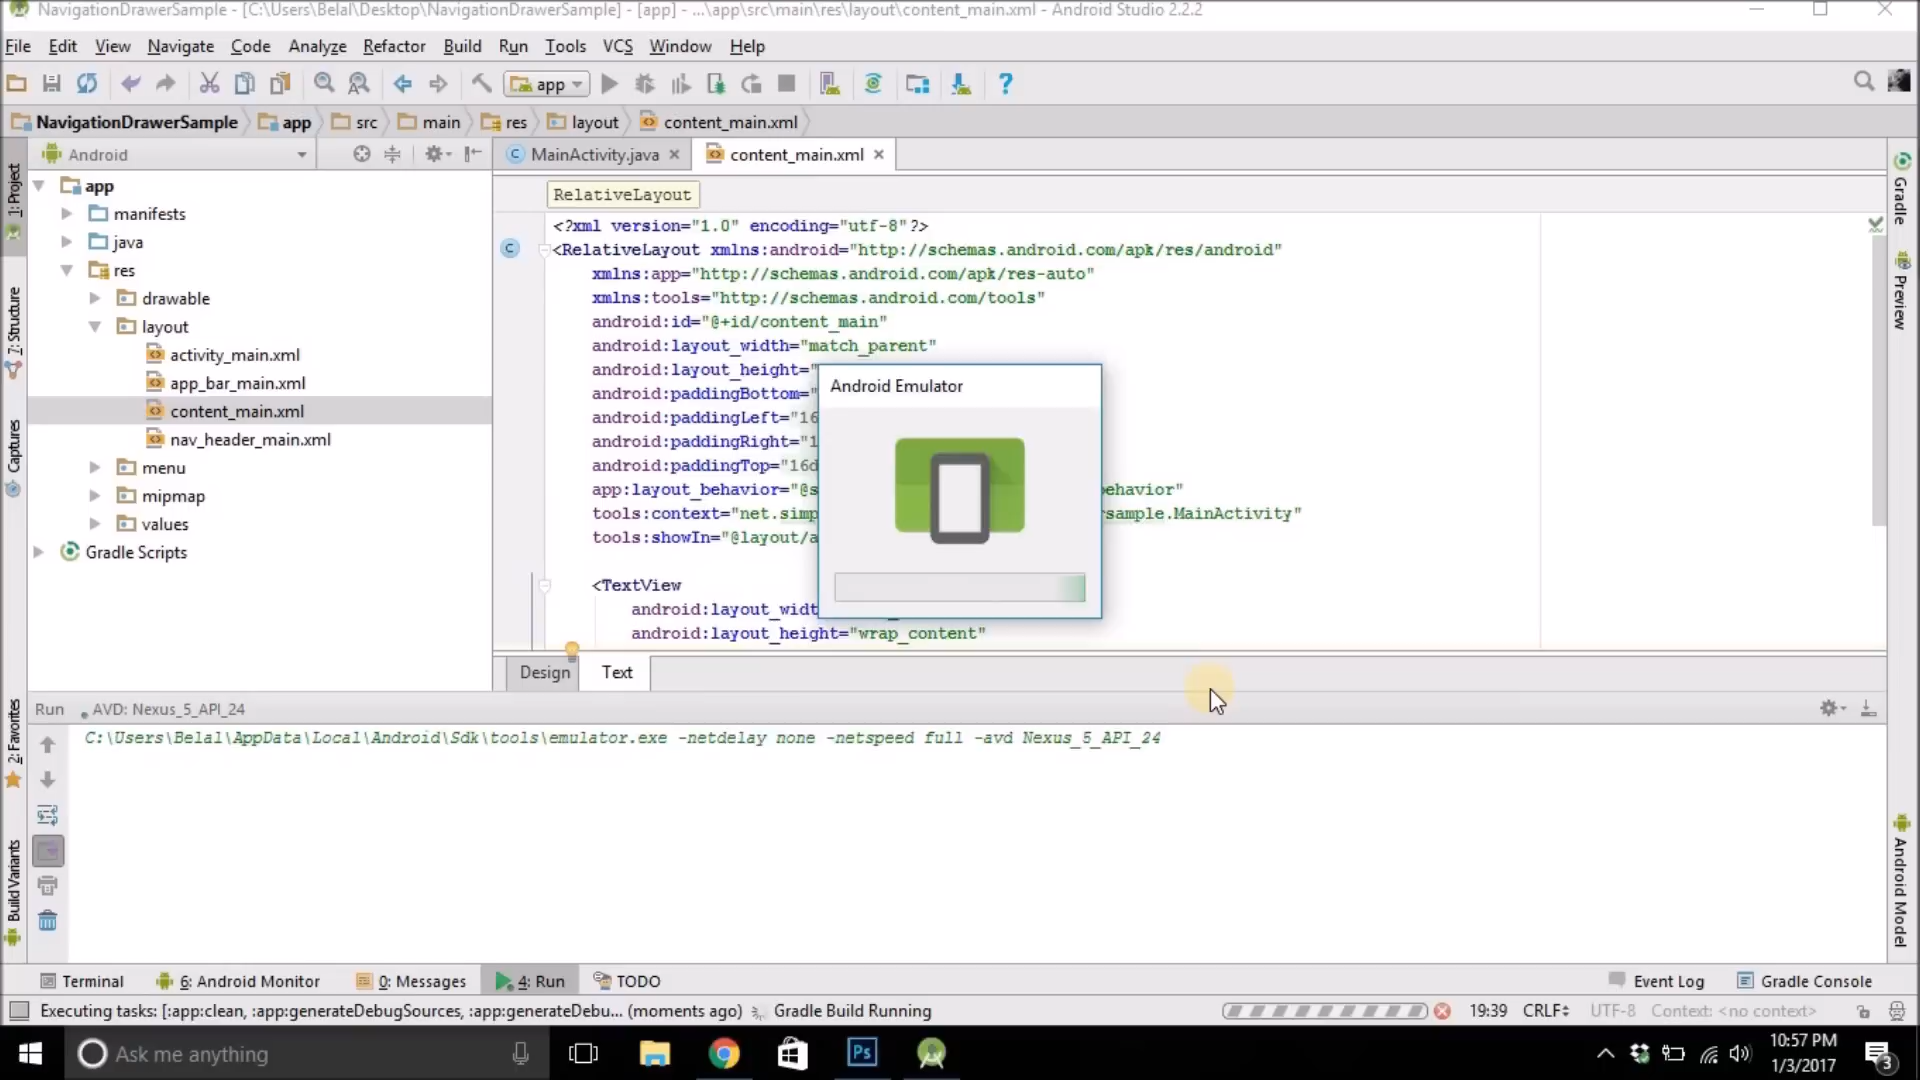 NavigationDrawerSample - [C:\Users\Belal\Desktop\NavigationDrawerSample] - [app] - ...\app\src\main\res\layout\content_main.xml - Android Studio 2.2.2
File Edit View Navigate Code Analyze Refactor Build Run Tools VCS Window Help
app
?
NavigationDrawerSample app src main res layout content_main.xml
1: Project
7: Structure
Captures
2: Favorites
Build Variants
Android
app
manifests
java
res
drawable
layout
activity_main.xml
app_bar_main.xml
content_main.xml
nav_header_main.xml
menu
mipmap
values
Gradle Scripts
C MainActivity.java content_main.xml
RelativeLayout
<?xml version="1.0" encoding="utf-8"?>
C <RelativeLayout xmlns:android="http://schemas.android.com/apk/res/android"
xmlns:app="http://schemas.android.com/apk/res-auto"
xmlns:tools="http://schemas.android.com/tools"
android:id="@+id/content_main"
android:layout_width="match_parent"
android:layout_height="
android:paddingBottom="
android:paddingLeft="16
android:paddingRight="1
android:paddingTop="16d
app:layout_behavior="@s ehavior"
tools:context="net.simp rsample.MainActivity"
tools:showIn="@layout/a
<TextView
android:layout_widt
android:layout_height="wrap_content"
Android Emulator
Design Text
Gradle
Preview
Android Model
Run AVD: Nexus_5_API_24
C:\Users\Belal\AppData\Local\Android\Sdk\tools\emulator.exe -netdelay none -netspeed full -avd Nexus_5_API_24
Terminal 6: Android Monitor 0: Messages 4: Run TODO Event Log Gradle Console
Executing tasks: [:app:clean, :app:generateDebugSources, :app:generateDebu... (moments ago) Gradle Build Running 19:39 CRLF UTF-8 Context: <no context>
Ask me anything
Ps
10:57 PM
1/3/2017
3